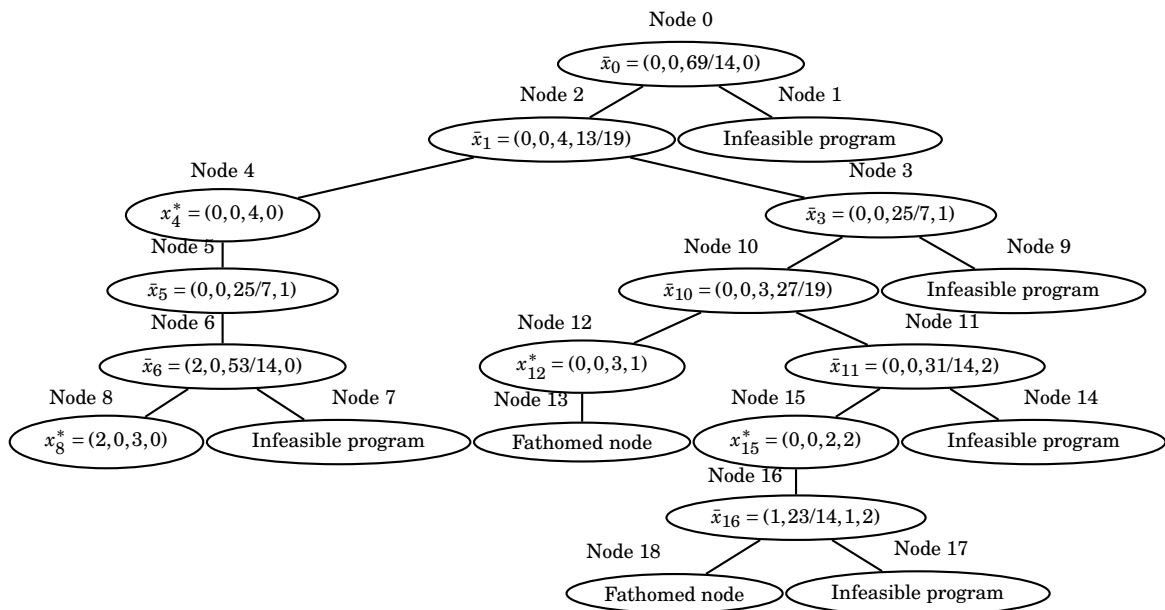 Node 0
x̄₀ = (0,0,69/14,0)
Node 2
Node 1
x̄₁ = (0,0,4,13/19)
Infeasible program
Node 4
Node 3
x₄* = (0,0,4,0)
x̄₃ = (0,0,25/7,1)
Node 5
Node 10
Node 9
x̄₅ = (0,0,25/7,1)
x̄₁₀ = (0,0,3,27/19)
Infeasible program
Node 6
Node 12
Node 11
x̄₆ = (2,0,53/14,0)
x₁₂* = (0,0,3,1)
x̄₁₁ = (0,0,31/14,2)
Node 8
Node 7
Node 13
Node 15
Node 14
x₈* = (2,0,3,0)
Infeasible program
Fathomed node
x₁₅* = (0,0,2,2)
Infeasible program
Node 16
x̄₁₆ = (1,23/14,1,2)
Node 18
Node 17
Fathomed node
Infeasible program